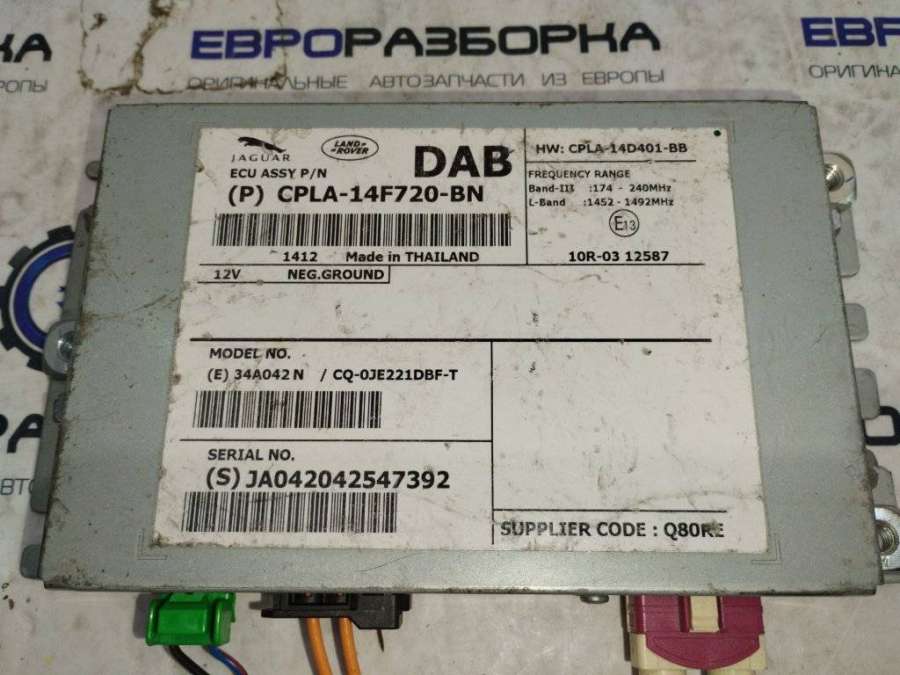 ЕВРОРАЗБОРКА
ОРИГИНАЛЬНЫЕ АВТОЗАПЧАСТИ ИЗ ЕВРОПЫ
ОРИГИНА
JAGUAR
LAND-
-ROVER
DAB
ECU ASSY P/N
(P) CPLA-14F720-BN
1412 Made in THAILAND
HW: CPLA-14D401-BB
FREQUENCY RANGE
Band-III :174 - 240MHz
L-Band :1452 - 1492MHz
E13
10R-03 12587
12V NEG.GROUND
MODEL NO.
(E) 34A042N / CQ-0JE221DBF-T
SERIAL NO.
(S) JA042042547392
SUPPLIER CODE : Q80RE